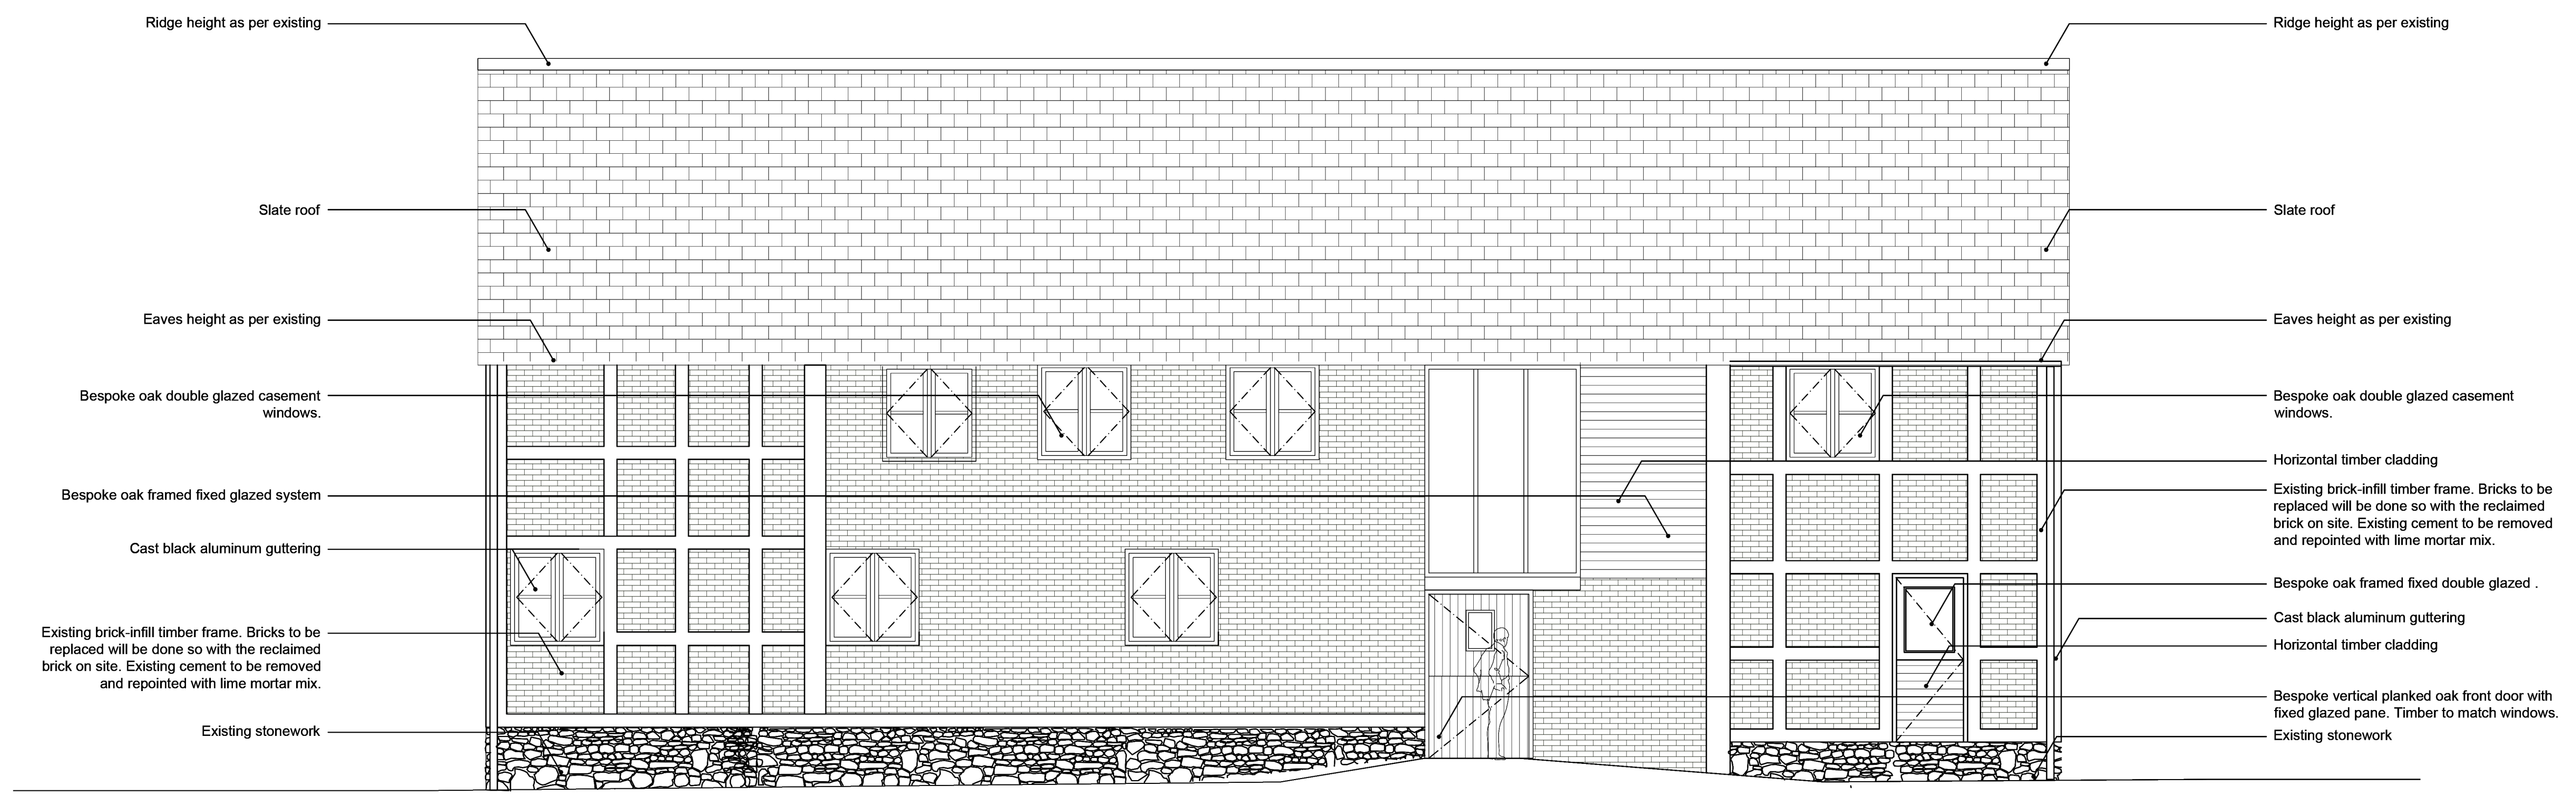 Ridge height as per existing
Slate roof
Eaves height as per existing
Bespoke oak double glazed casement
windows.
Bespoke oak framed fixed glazed system
Cast black aluminum guttering
Existing brick-infill timber frame. Bricks to be
replaced will be done so with the reclaimed
brick on site. Existing cement to be removed
and repointed with lime mortar mix.
Existing stonework
Ridge height as per existing
Slate roof
Eaves height as per existing
Bespoke oak double glazed casement
windows.
Horizontal timber cladding
Existing brick-infill timber frame. Bricks to be
replaced will be done so with the reclaimed
brick on site. Existing cement to be removed
and repointed with lime mortar mix.
Bespoke oak framed fixed double glazed .
Cast black aluminum guttering
Horizontal timber cladding
Bespoke vertical planked oak front door with
fixed glazed pane. Timber to match windows.
Existing stonework